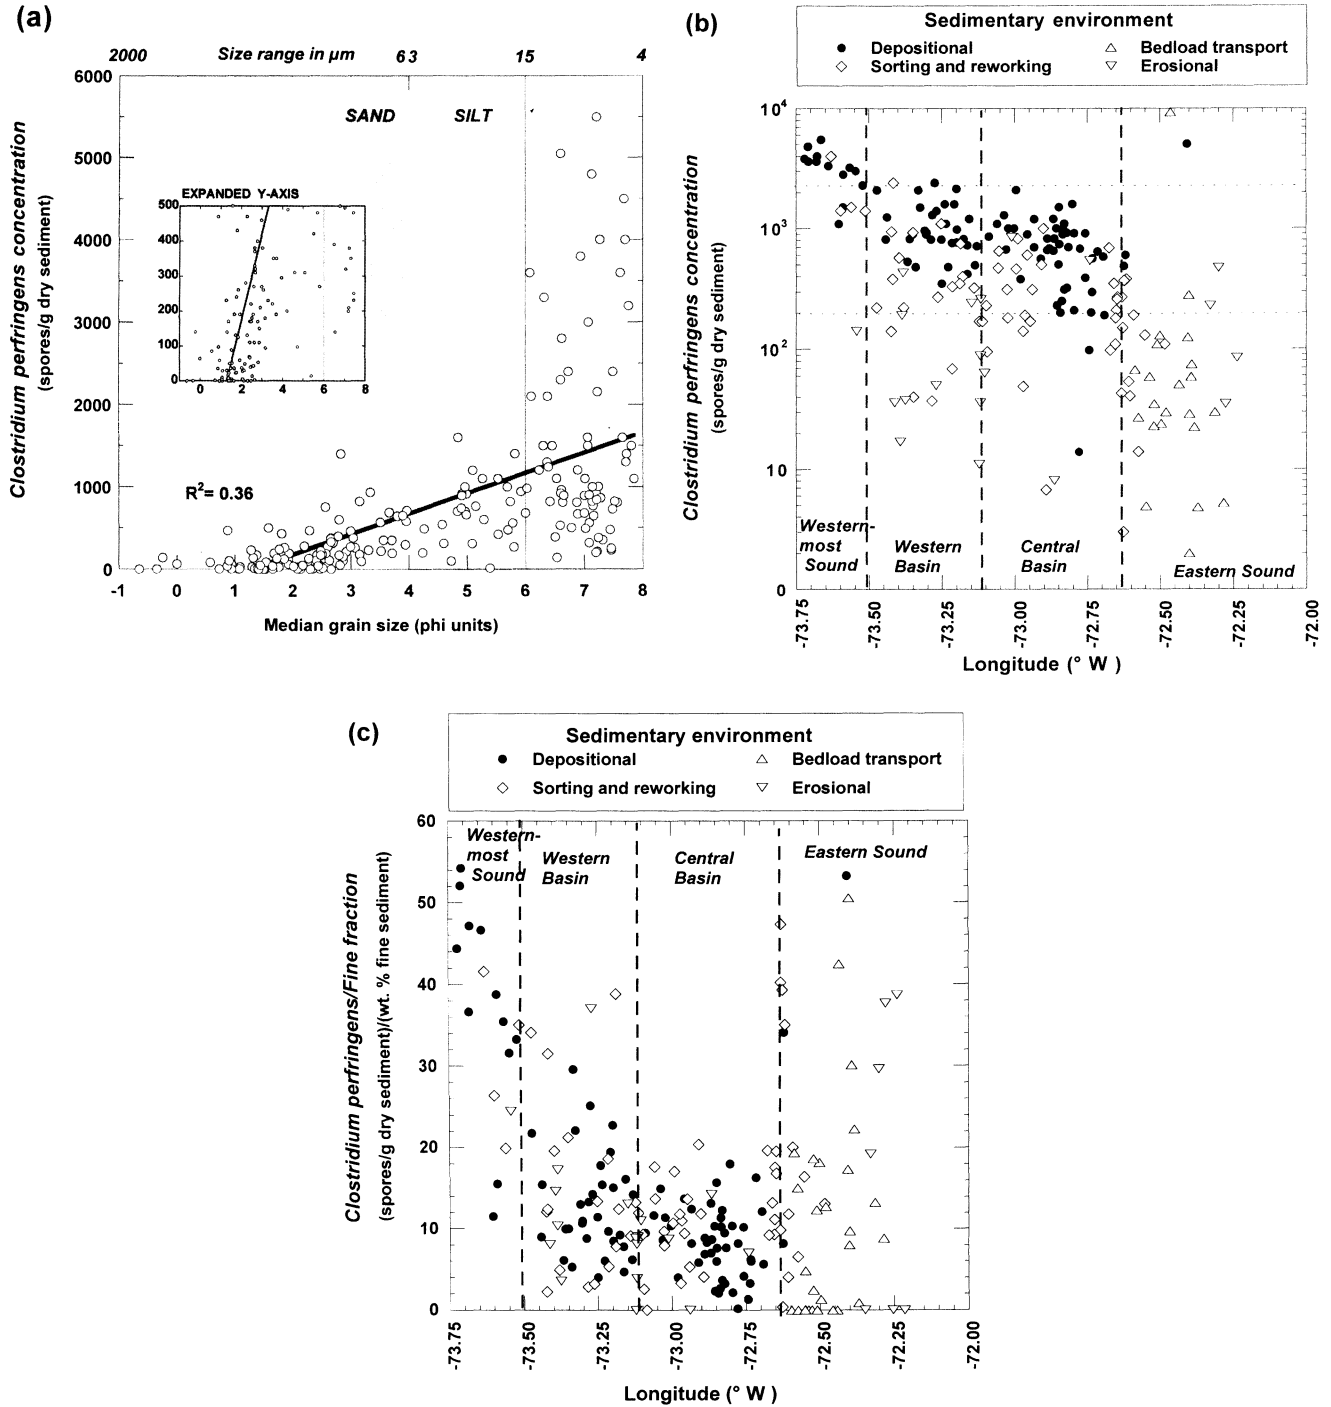 (a)
2000 Size range in μm 63 15 4
6000
5000
4000
3000
2000
1000
0
SAND SILT
EXPANDED Y-AXIS
500
400
300
200
100
0
0 2 4 6 8
R²= 0.36
-1 0 1 2 3 4 5 6 7 8
Median grain size (phi units)
Clostridium perfringens concentration
(spores/g dry sediment)
(b)
Sedimentary environment
Depositional Bedload transport
Sorting and reworking Erosional
10⁴
10³
10²
10
0
Western-
most
Sound
Western
Basin
Central
Basin
Eastern Sound
-73.75 -73.50 -73.25 -73.00 -72.75 -72.50 -72.25 -72.00
Longitude (° W )
Clostridium perfringens concentration
(spores/g dry sediment)
(c)
Sedimentary environment
Depositional Bedload transport
Sorting and reworking Erosional
60
50
40
30
20
10
0
Western-
most
Sound
Western
Basin
Central
Basin
Eastern Sound
-73.75 -73.50 -73.25 -73.00 -72.75 -72.50 -72.25 -72.00
Longitude (° W )
Clostridium perfringens/Fine fraction
(spores/g dry sediment)/(wt. % fine sediment)